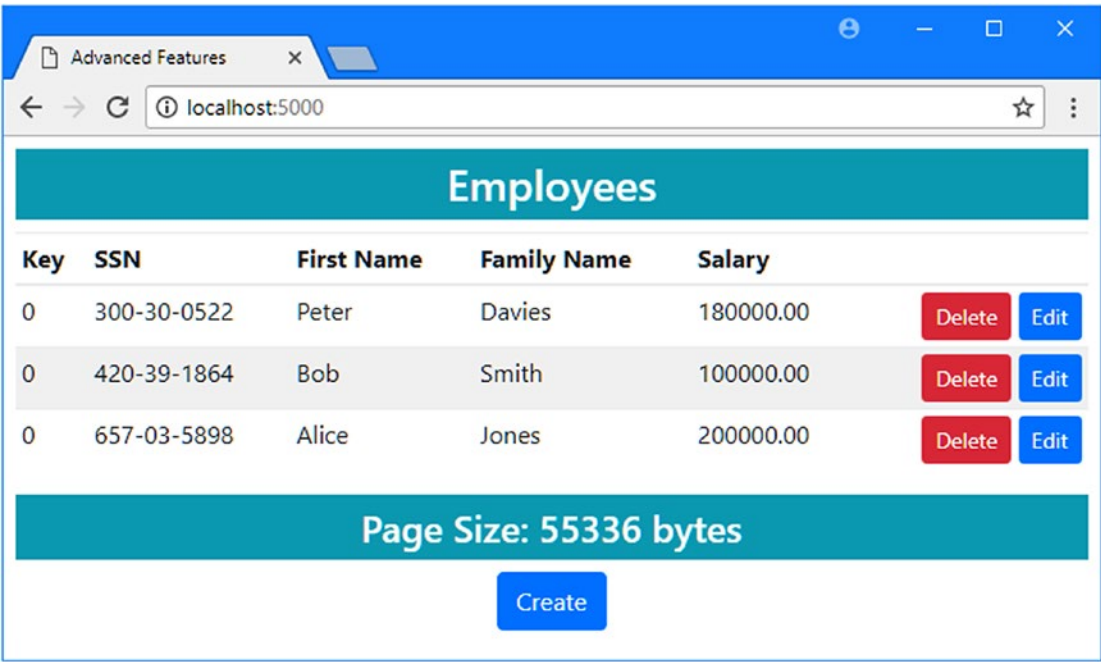 Advanced Features
localhost:5000
Employees
Key SSN First Name Family Name Salary
0 300-30-0522 Peter Davies 180000.00 Delete Edit
0 420-39-1864 Bob Smith 100000.00 Delete Edit
0 657-03-5898 Alice Jones 200000.00 Delete Edit
Page Size: 55336 bytes
Create